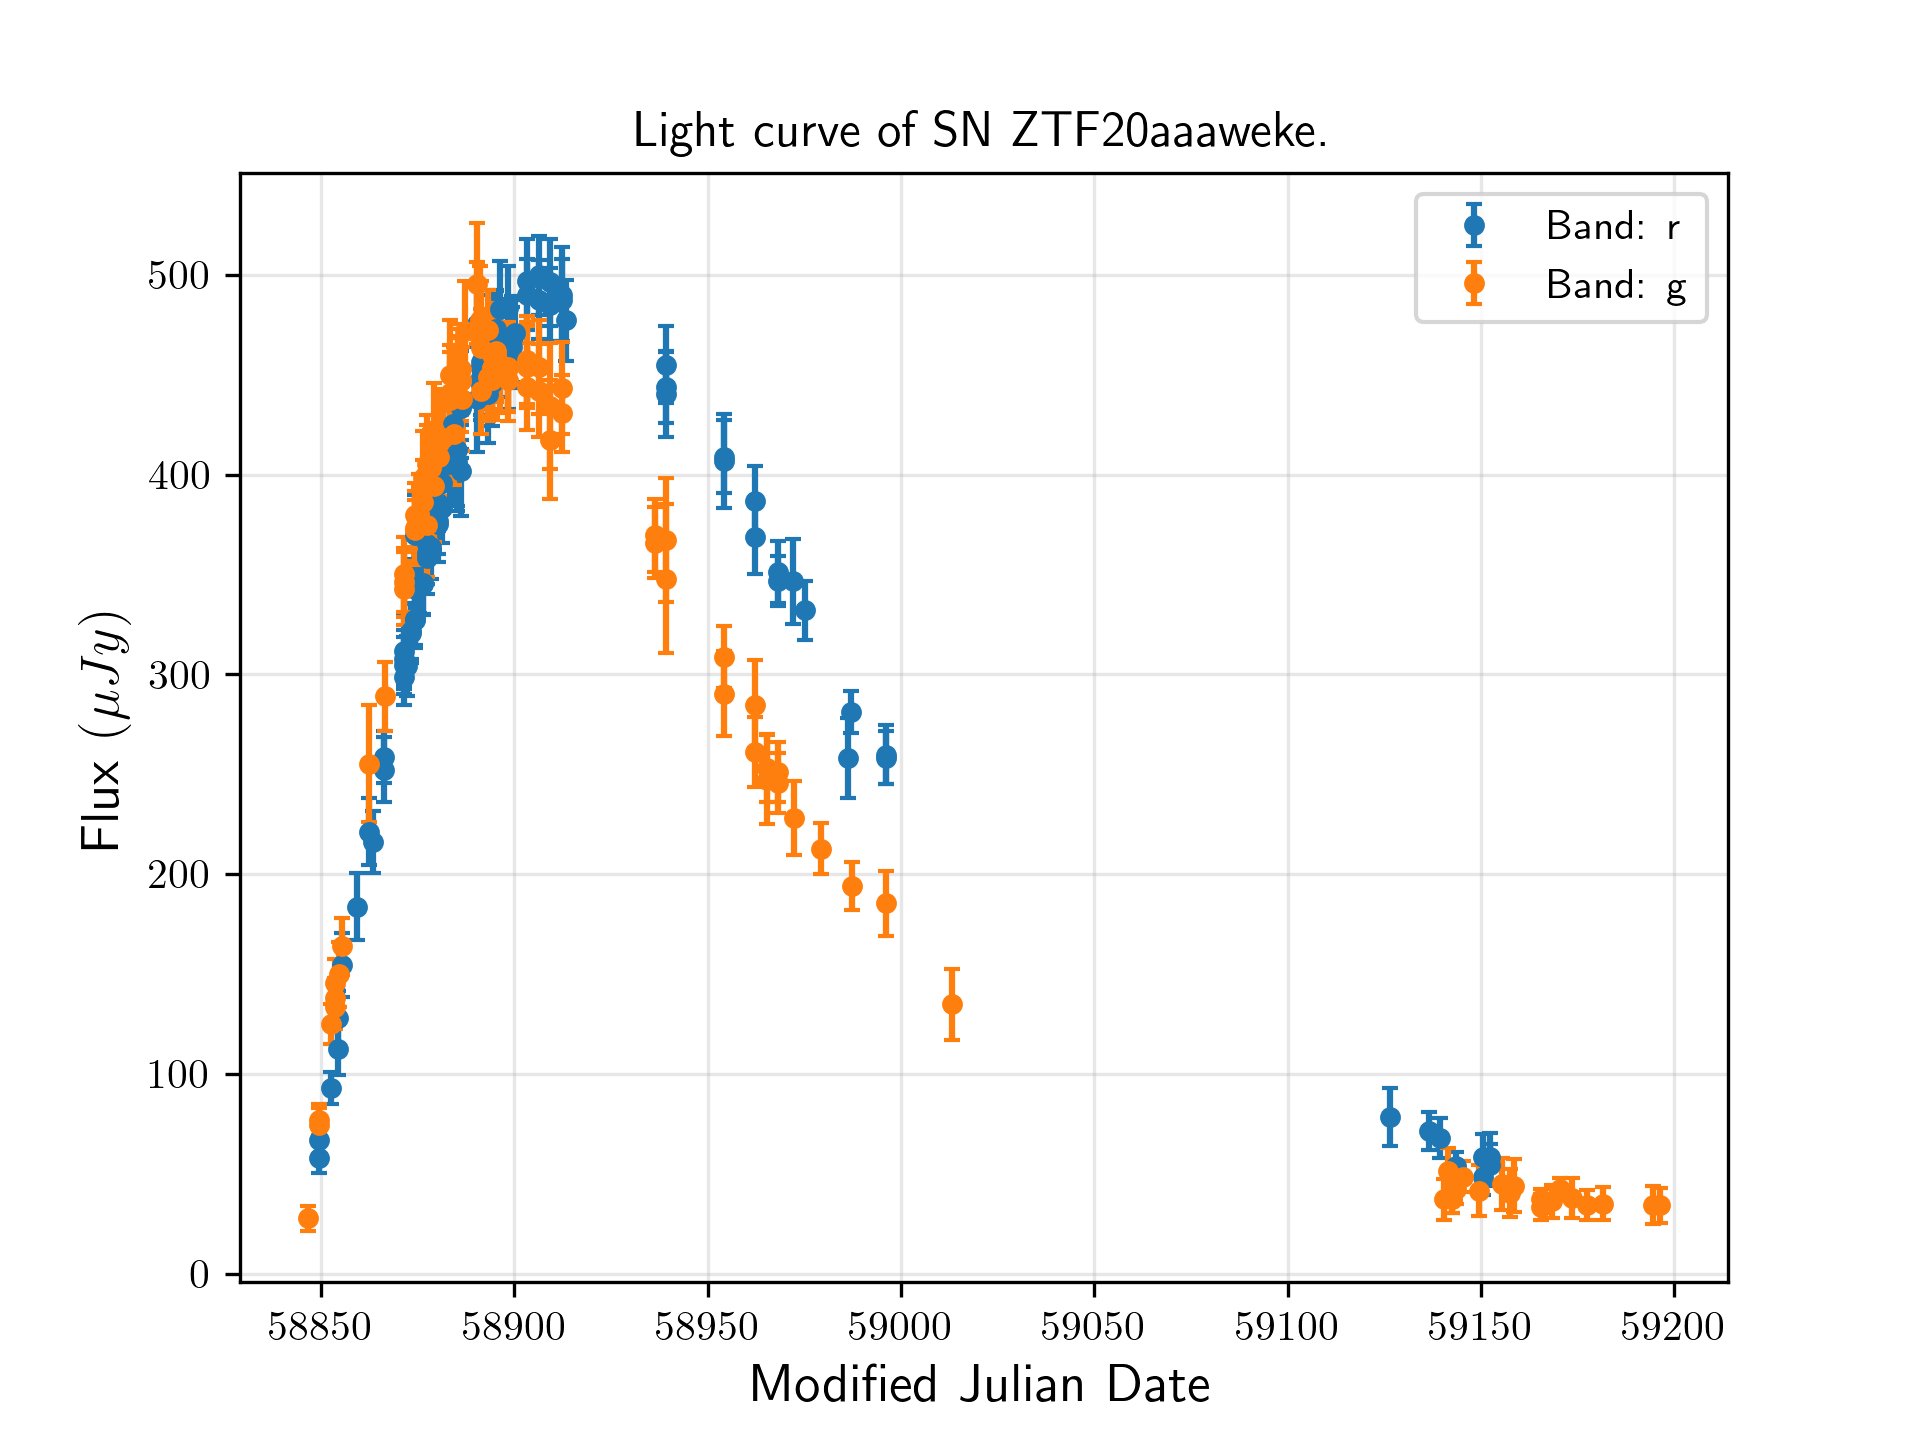 Light curve of SN ZTF20aaaweke.
Band: r
Band: g
500
400
300
200
100
0
Flux (μJy)
58850 58900 58950 59000 59050 59100 59150 59200
Modified Julian Date